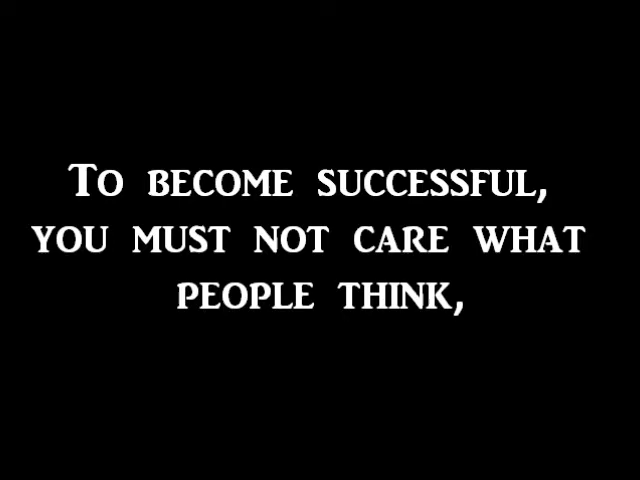 To become successful,
you must not care what
people think,